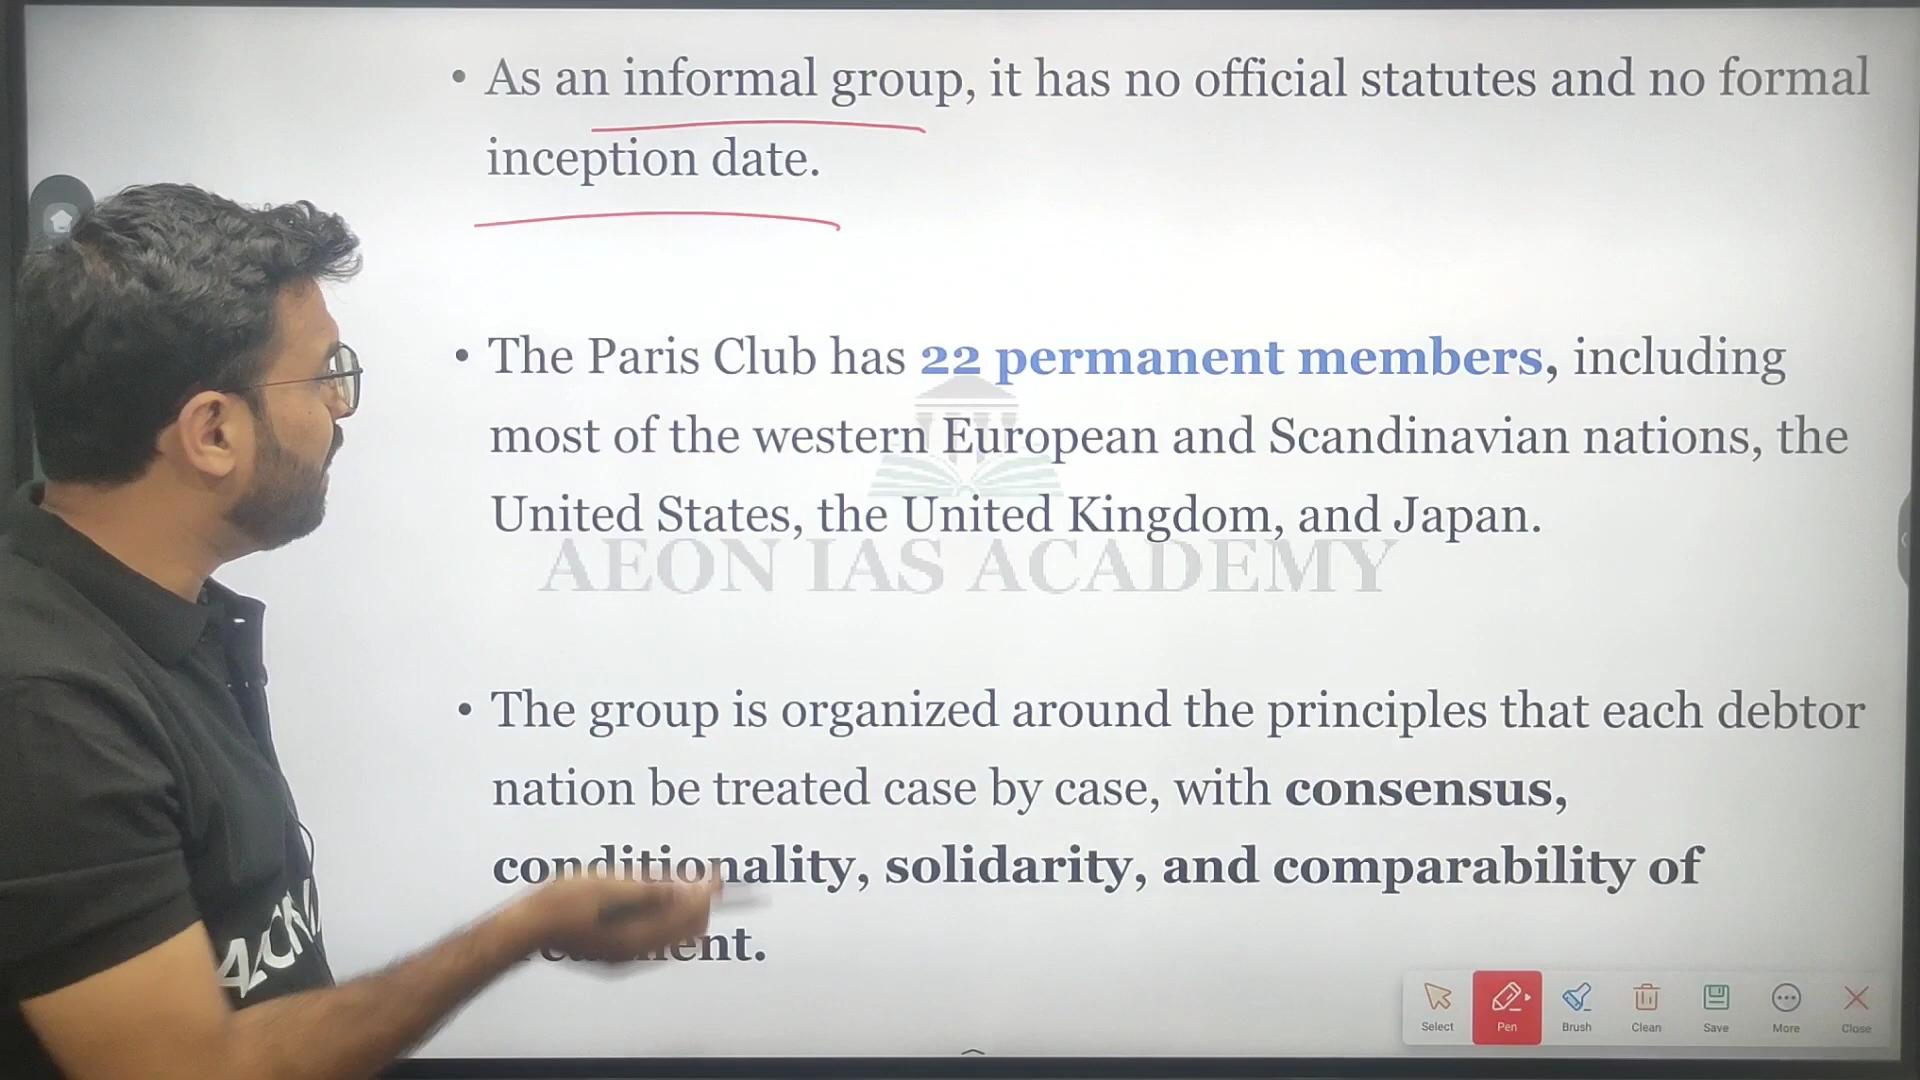 • As an informal group, it has no official statutes and no formal
inception date.
• The Paris Club has 22 permanent members, including
most of the western European and Scandinavian nations, the
United States, the United Kingdom, and Japan.
AEON IAS ACADEMY
• The group is organized around the principles that each debtor
nation be treated case by case, with consensus,
conditionality, solidarity, and comparability of
Select Pen Brush Clean Save More Close